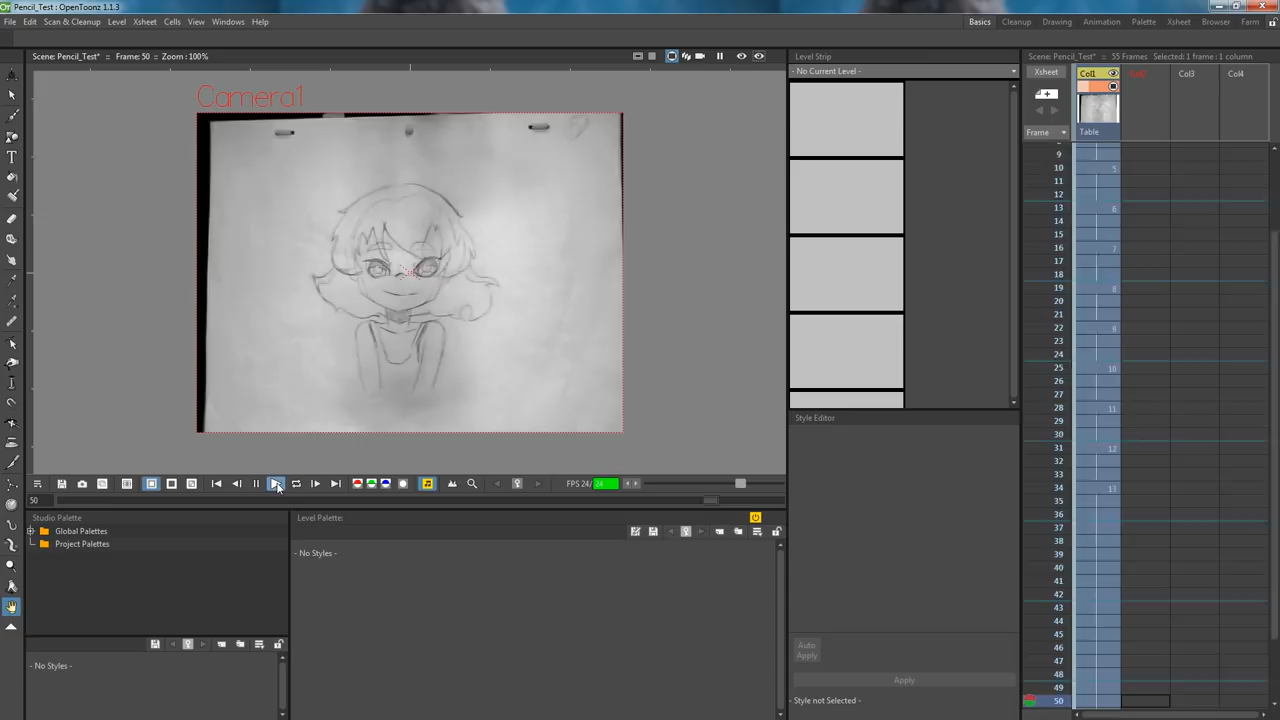 Pencil_Test* : OpenToonz 1.1.3
File Edit Scan & Cleanup Level Xsheet Cells View Windows Help
Basics Cleanup Drawing Animation Palette Xsheet Browser Farm
Scene: Pencil_Test* :: Frame: 50 :: Zoom : 100%
Level Strip
Scene: Pencil_Test* :: 55 Frames Selected: 1 frame : 1 column
- No Current Level -
Xsheet
Col1 Col2 Col3 Col4
Camera1
Frame Table
9
10 5
11
12
13 6
14
15
16 7
17
18
19 8
20
21
22 9
23
24
25 10
26
27
28 11
29
30
31 12
32
33
34 13
35
36
37
38
39
40
41
42
43
44
45
46
47
48
49
50
Style Editor
FPS 24/ 24
50
Studio Palette
Global Palettes
Project Palettes
Level Palette:
- No Styles -
- No Styles -
Auto
Apply
Apply
- Style not Selected -